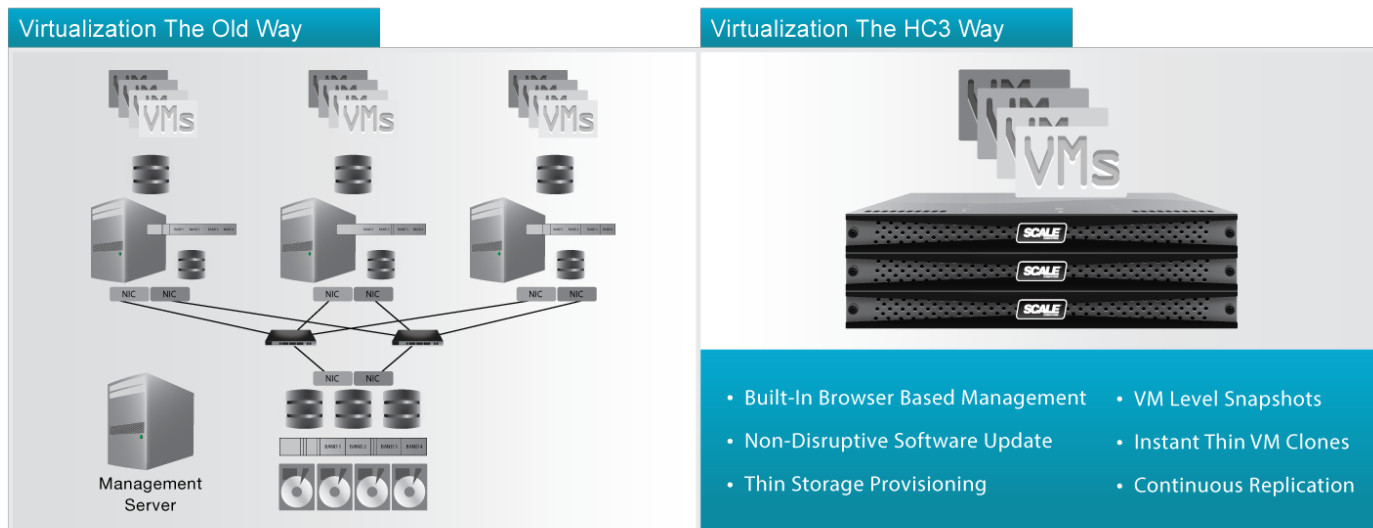 Virtualization The Old Way
VMs
VMs
VMs
NIC NIC
NIC NIC
NIC NIC
NIC NIC
Management
Server
Virtualization The HC3 Way
VMs
SCALE
SCALE
SCALE
• Built-In Browser Based Management
• Non-Disruptive Software Update
• Thin Storage Provisioning
• VM Level Snapshots
• Instant Thin VM Clones
• Continuous Replication